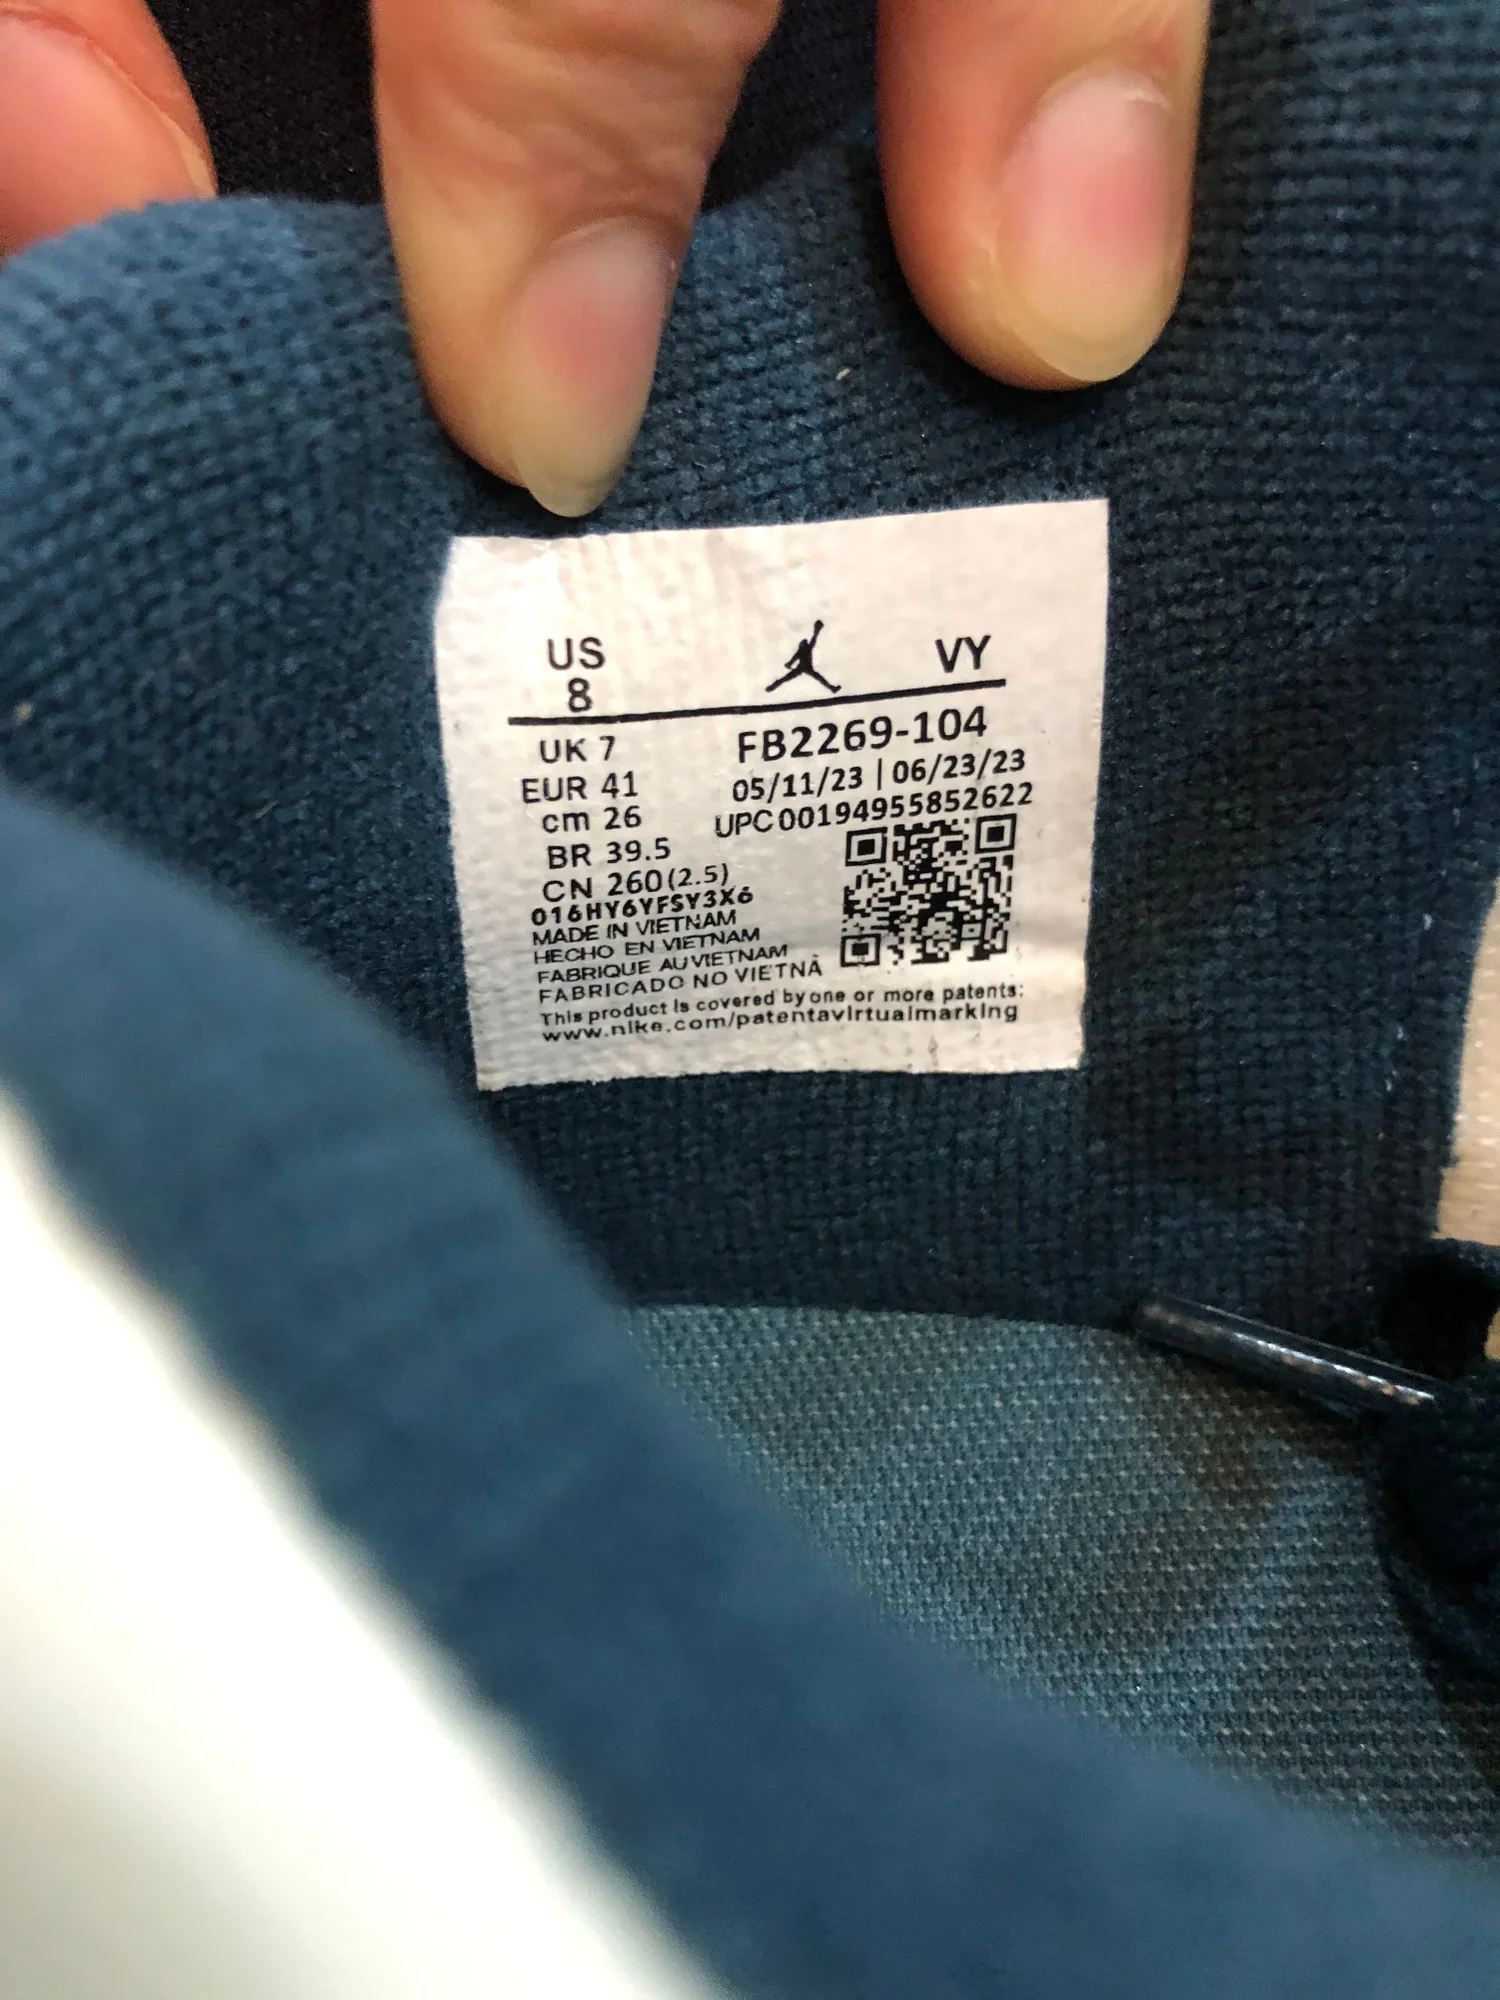 US VY
8
UK 7 FB2269-104
EUR 41 05/11/23 | 06/23/23
cm 26 UPC00194955852622
BR 39.5
CN 260(2.5)
016HY6YFSY3X6
MADE IN VIETNAM
HECHO EN VIETNAM
FABRIQUE AU VIETNAM
FABRICADO NO VIETNÃ
This product is covered by one or more patents:
www.nike.com/patentavirtualmarking